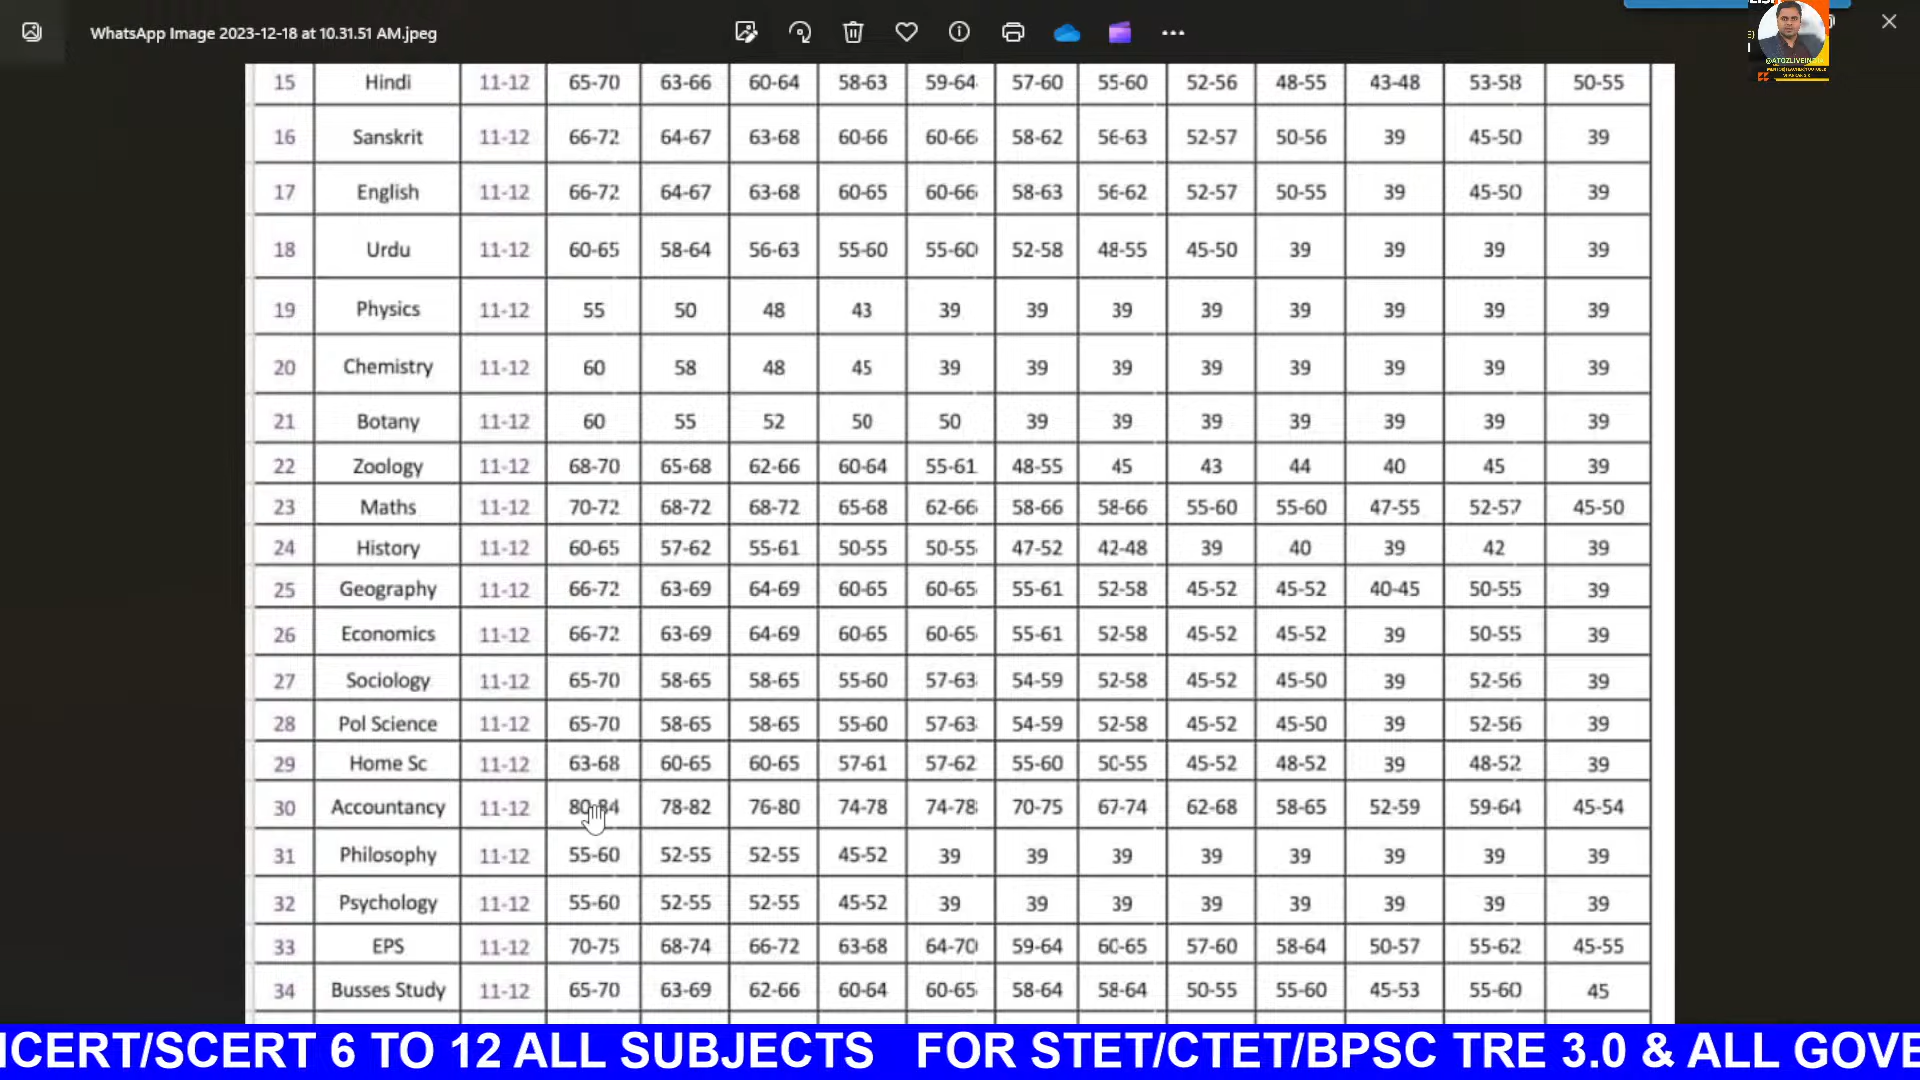 WhatsApp Image 2023-12-18 at 10.31.51 AM.jpeg
@ATOZLIVEINDIA
15 Hindi 11-12 65-70 63-66 60-64 58-63 59-64 57-60 55-60 52-56 48-55 43-48 53-58 50-55
16 Sanskrit 11-12 66-72 64-67 63-68 60-66 60-66 58-62 56-63 52-57 50-56 39 45-50 39
17 English 11-12 66-72 64-67 63-68 60-65 60-66 58-63 56-62 52-57 50-55 39 45-50 39
18 Urdu 11-12 60-65 58-64 56-63 55-60 55-60 52-58 48-55 45-50 39 39 39 39
19 Physics 11-12 55 50 48 43 39 39 39 39 39 39 39 39
20 Chemistry 11-12 60 58 48 45 39 39 39 39 39 39 39 39
21 Botany 11-12 60 55 52 50 50 39 39 39 39 39 39 39
22 Zoology 11-12 68-70 65-68 62-66 60-64 55-61 48-55 45 43 44 40 45 39
23 Maths 11-12 70-72 68-72 68-72 65-68 62-66 58-66 58-66 55-60 55-60 47-55 52-57 45-50
24 History 11-12 60-65 57-62 55-61 50-55 50-55 47-52 42-48 39 40 39 42 39
25 Geography 11-12 66-72 63-69 64-69 60-65 60-65 55-61 52-58 45-52 45-52 40-45 50-55 39
26 Economics 11-12 66-72 63-69 64-69 60-65 60-65 55-61 52-58 45-52 45-52 39 50-55 39
27 Sociology 11-12 65-70 58-65 58-65 55-60 57-63 54-59 52-58 45-52 45-50 39 52-56 39
28 Pol Science 11-12 65-70 58-65 58-65 55-60 57-63 54-59 52-58 45-52 45-50 39 52-56 39
29 Home Sc 11-12 63-68 60-65 60-65 57-61 57-62 55-60 50-55 45-52 48-52 39 48-52 39
30 Accountancy 11-12 80-84 78-82 76-80 74-78 74-78 70-75 67-74 62-68 58-65 52-59 59-64 45-54
31 Philosophy 11-12 55-60 52-55 52-55 45-52 39 39 39 39 39 39 39 39
32 Psychology 11-12 55-60 52-55 52-55 45-52 39 39 39 39 39 39 39 39
33 EPS 11-12 70-75 68-74 66-72 63-68 64-70 59-64 60-65 57-60 58-64 50-57 55-62 45-55
34 Busses Study 11-12 65-70 63-69 62-66 60-64 60-65 58-64 58-64 50-55 55-60 45-53 55-60 45
NCERT/SCERT 6 TO 12 ALL SUBJECTS FOR STET/CTET/BPSC TRE 3.0 & ALL GOVE